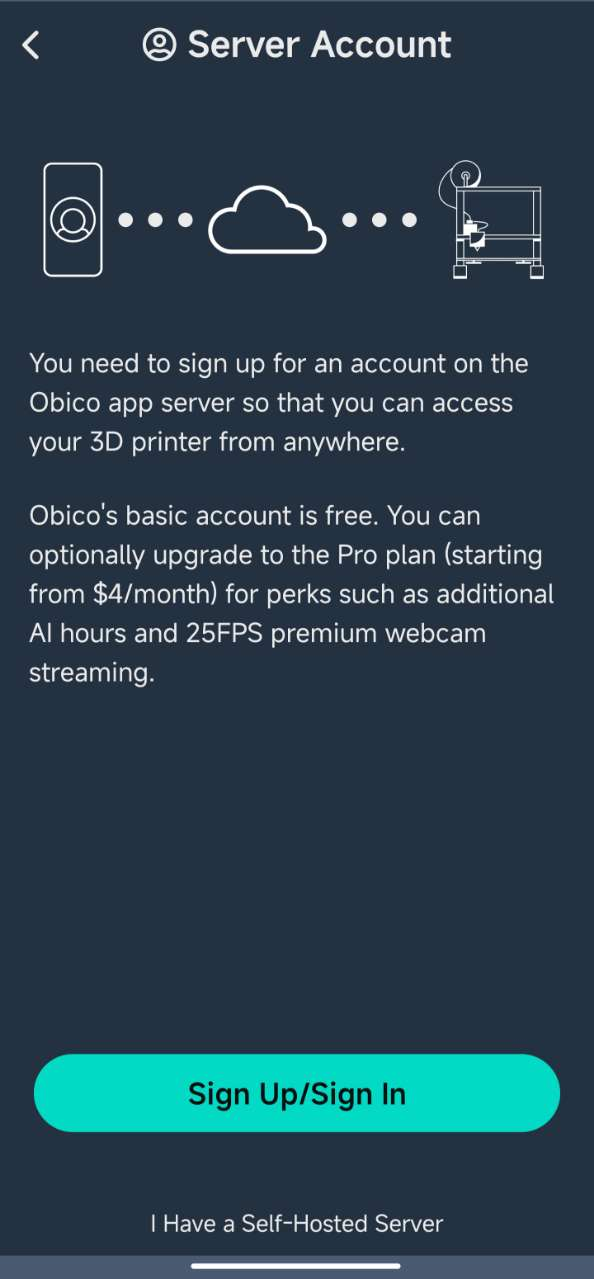 Server Account
You need to sign up for an account on the
Obico app server so that you can access
your 3D printer from anywhere.
Obico's basic account is free. You can
optionally upgrade to the Pro plan (starting
from $4/month) for perks such as additional
AI hours and 25FPS premium webcam
streaming.
Sign Up/Sign In
I Have a Self-Hosted Server